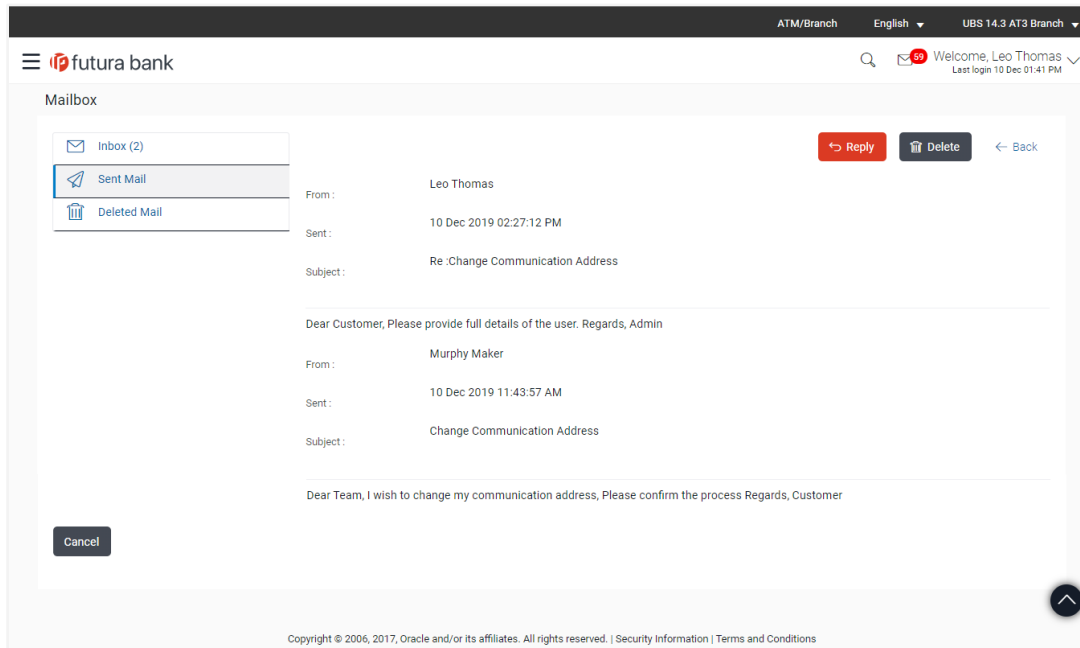 ATM/Branch English UBS 14.3 AT3 Branch
futura bank 59 Welcome, Leo Thomas
Last login 10 Dec 01:41 PM
Mailbox
Inbox (2) Reply Delete Back
Sent Mail
Deleted Mail
From : Leo Thomas
Sent : 10 Dec 2019 02:27:12 PM
Subject : Re :Change Communication Address
Dear Customer, Please provide full details of the user. Regards, Admin
From : Murphy Maker
Sent : 10 Dec 2019 11:43:57 AM
Subject : Change Communication Address
Dear Team, I wish to change my communication address, Please confirm the process Regards, Customer
Cancel
Copyright © 2006, 2017, Oracle and/or its affiliates. All rights reserved. | Security Information | Terms and Conditions